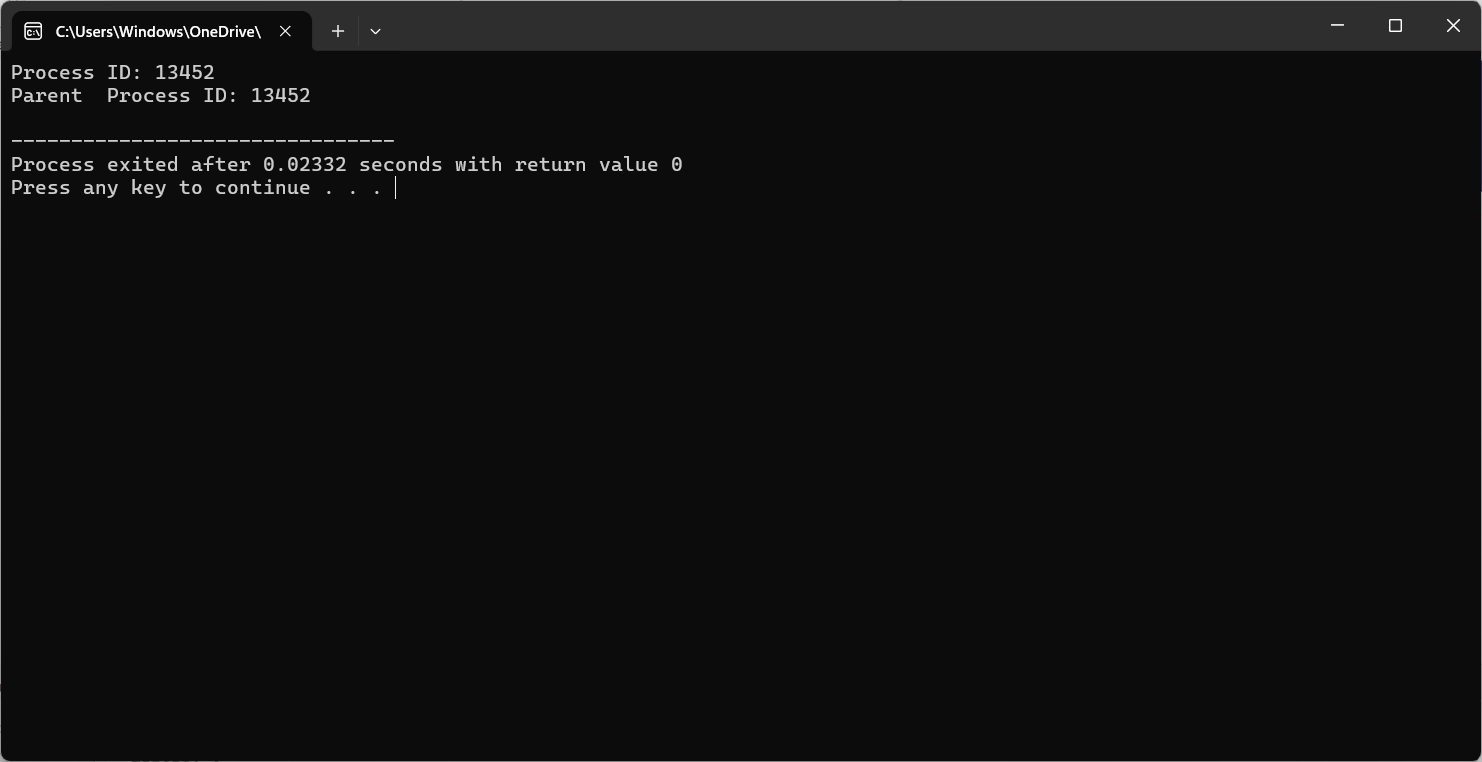 C:\Users\Windows\OneDrive\
Process ID: 13452
Parent  Process ID: 13452
--------------------------------
Process exited after 0.02332 seconds with return value 0
Press any key to continue . . .